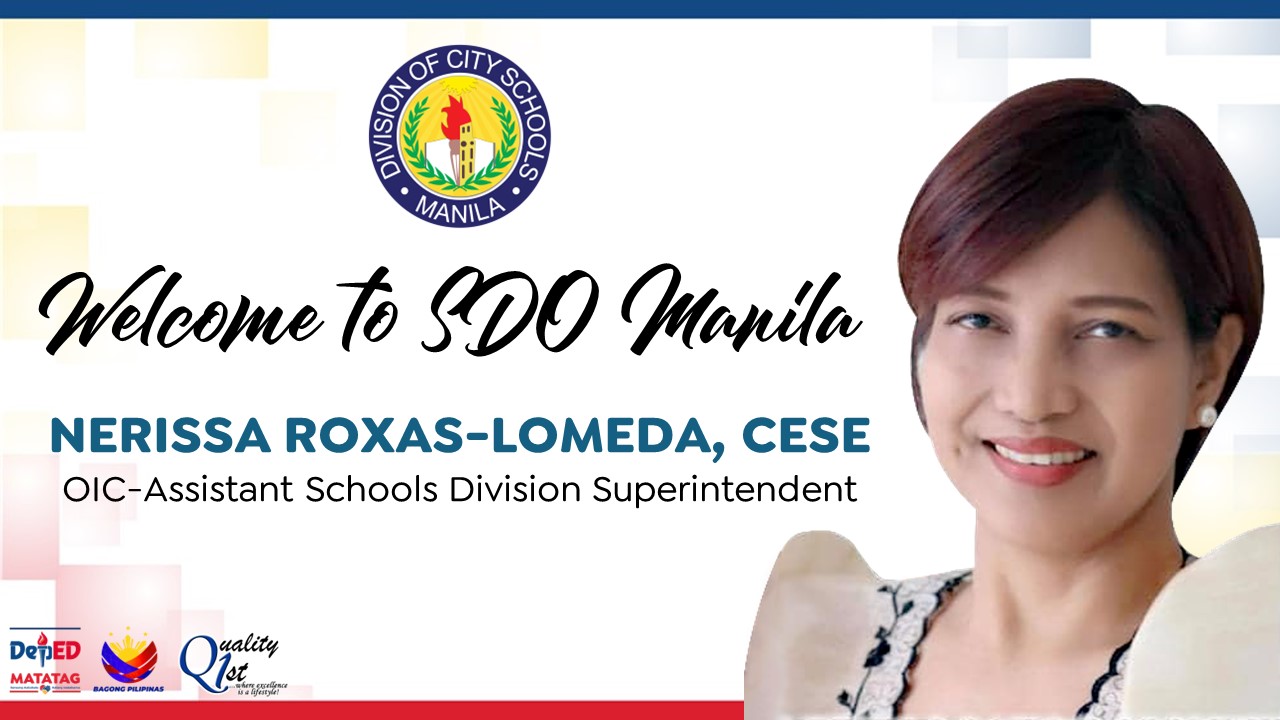 DIVISION OF CITY SCHOOLS
MANILA
Welcome to SDO Manila
NERISSA ROXAS-LOMEDA, CESE
OIC-Assistant Schools Division Superintendent
DepED
MATATAG
BAGONG PILIPINAS
Quality
1st
...where excellence
is a lifestyle!